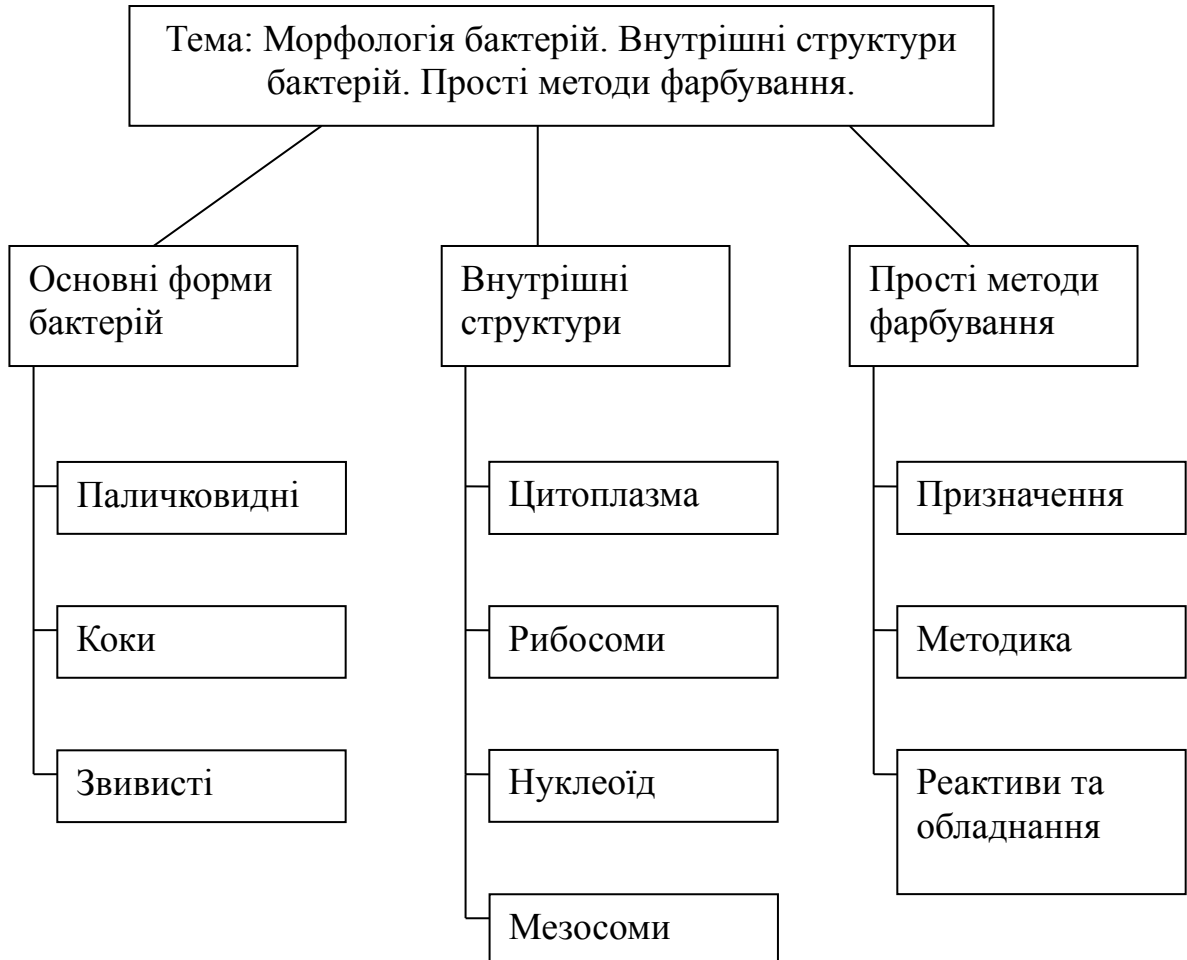 Тема: Морфологія бактерій. Внутрішні структури
бактерій. Прості методи фарбування.
Основні форми
бактерій
Паличковидні
Коки
Звивисті
Внутрішні
структури
Цитоплазма
Рибосоми
Нуклеоїд
Мезосоми
Прості методи
фарбування
Призначення
Методика
Реактиви та
обладнання